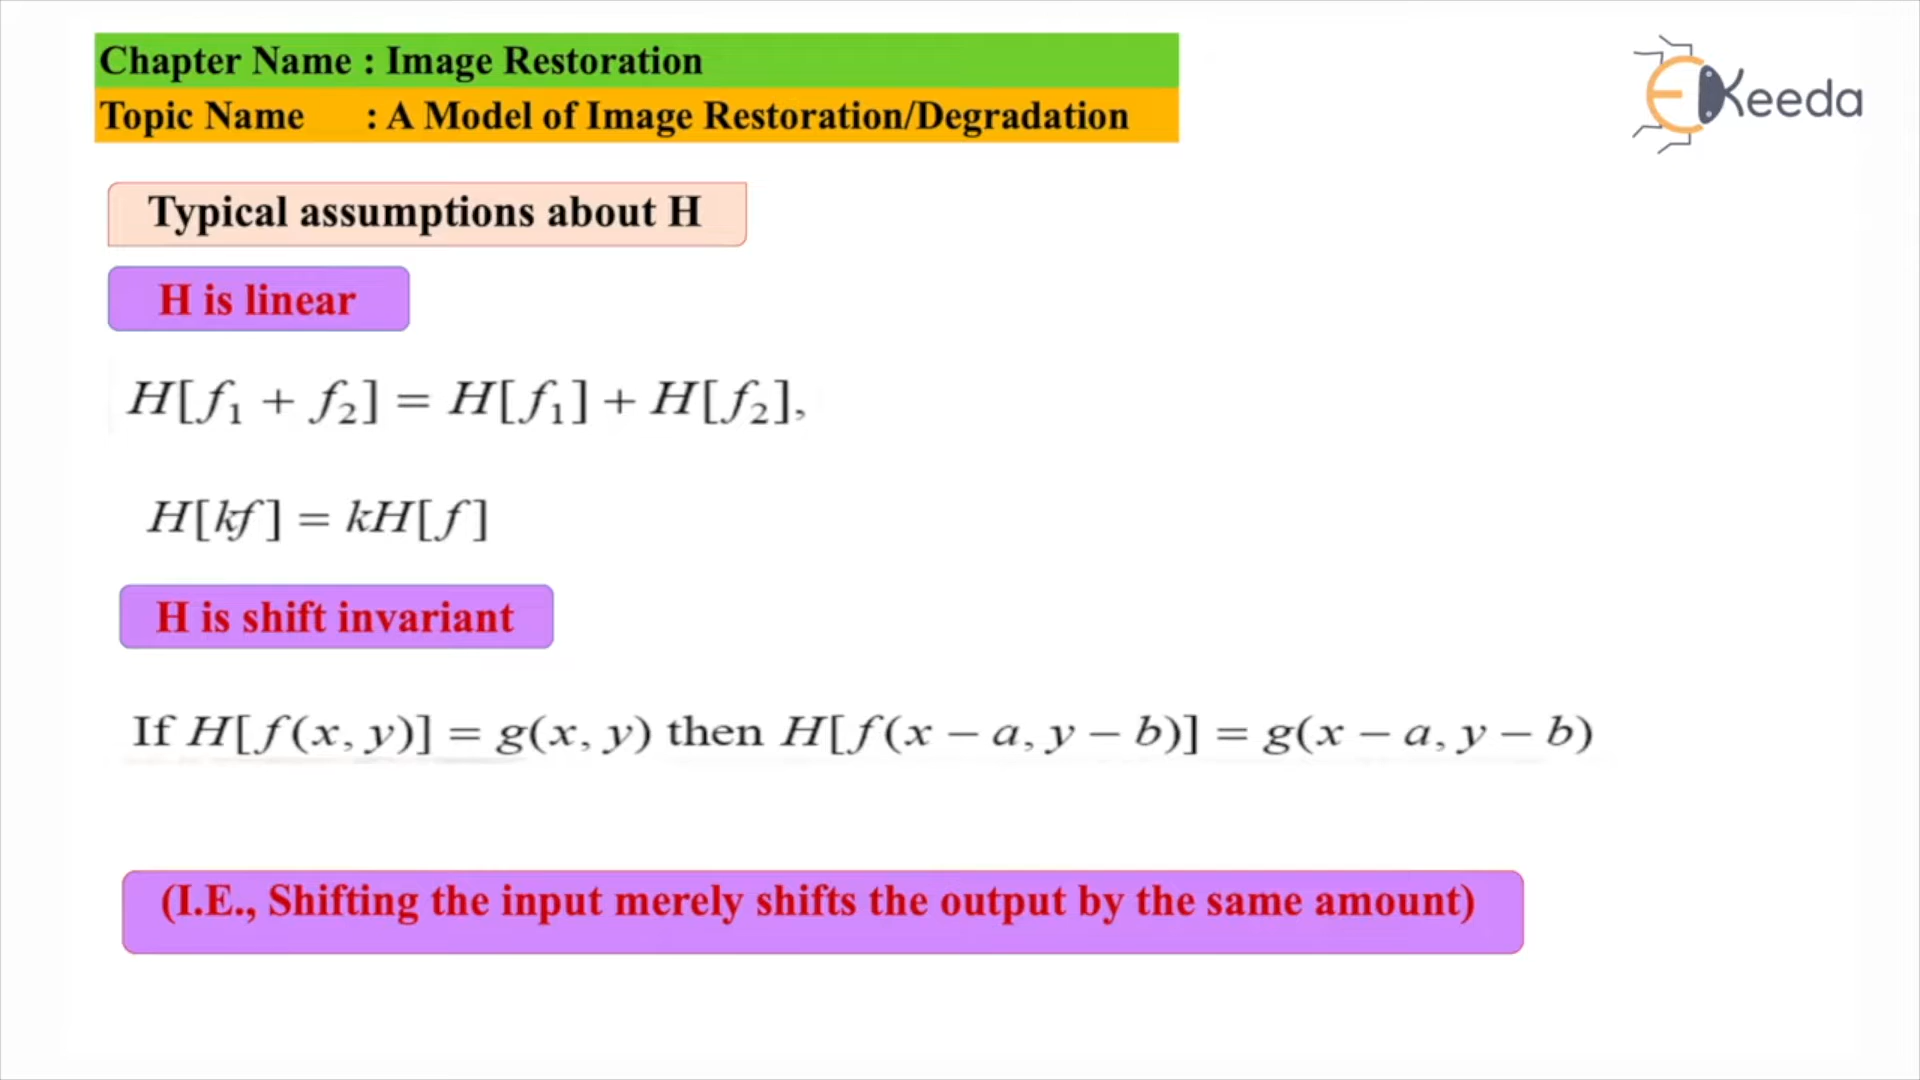 Chapter Name : Image Restoration
Topic Name : A Model of Image Restoration/Degradation
EKeeda
Typical assumptions about H
H is linear
H[f₁ + f₂] = H[f₁] + H[f₂],
H[kf] = kH[f]
H is shift invariant
If H[f(x, y)] = g(x, y) then H[f(x − a, y − b)] = g(x − a, y − b)
(I.E., Shifting the input merely shifts the output by the same amount)